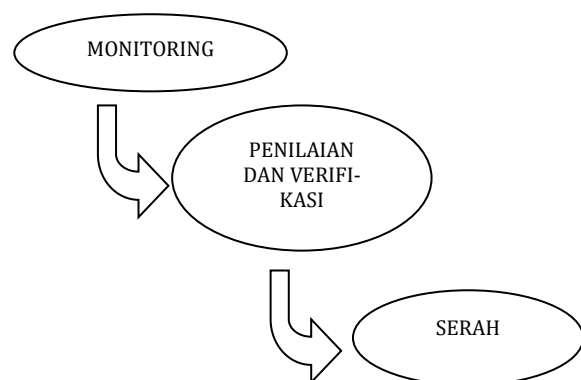 MONITORING
PENILAIAN
DAN VERIFI-
KASI
SERAH